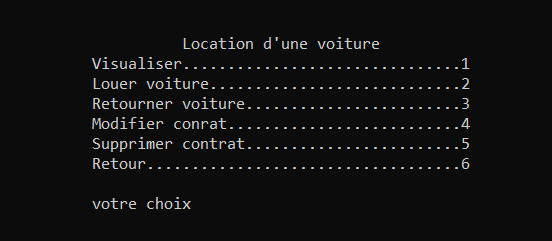 Location d'une voiture
Visualiser...............................1
Louer voiture............................2
Retourner voiture........................3
Modifier conrat..........................4
Supprimer contrat........................5
Retour...................................6
votre choix